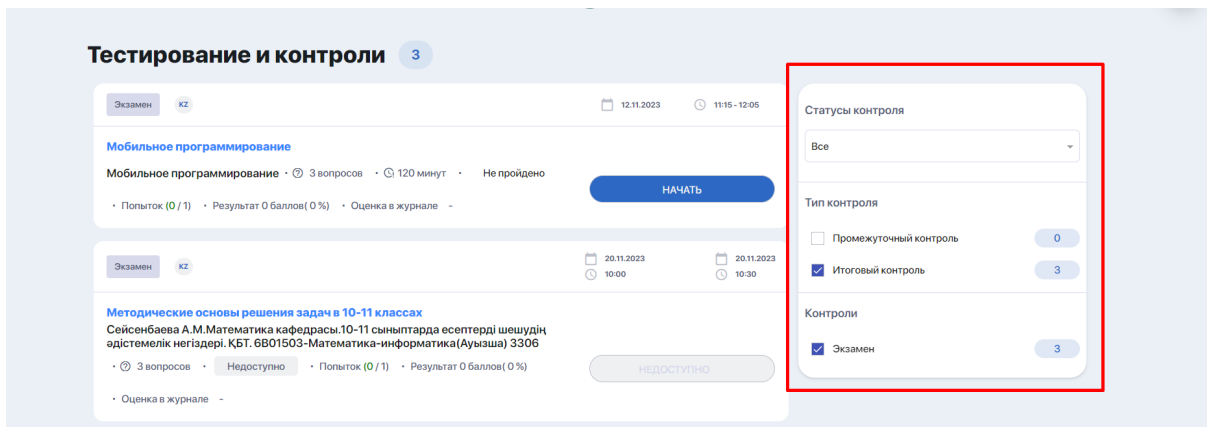 Тестирование и контроли 3
Экзамен KZ 12.11.2023 11:15 - 12:05
Мобильное программирование
Мобильное программирование • 3 вопросов • 120 минут • Не пройдено
НАЧАТЬ
• Попыток (0 / 1) • Результат 0 баллов( 0 %) • Оценка в журнале -
Экзамен KZ 20.11.2023 20.11.2023
10:00 10:30
Методические основы решения задач в 10-11 классах
Сейсенбаева А.М.Математика кафедрасы.10-11 сыныптарда есептерді шешудің
әдістемелік негіздері. ҚБТ. 6В01503-Математика-информатика(Ауызша) 3306
• 3 вопросов • Недоступно • Попыток (0 / 1) • Результат 0 баллов( 0 %)
НЕДОСТУПНО
• Оценка в журнале -
Статусы контроля
Все
Тип контроля
Промежуточный контроль 0
Итоговый контроль 3
Контроли
Экзамен 3